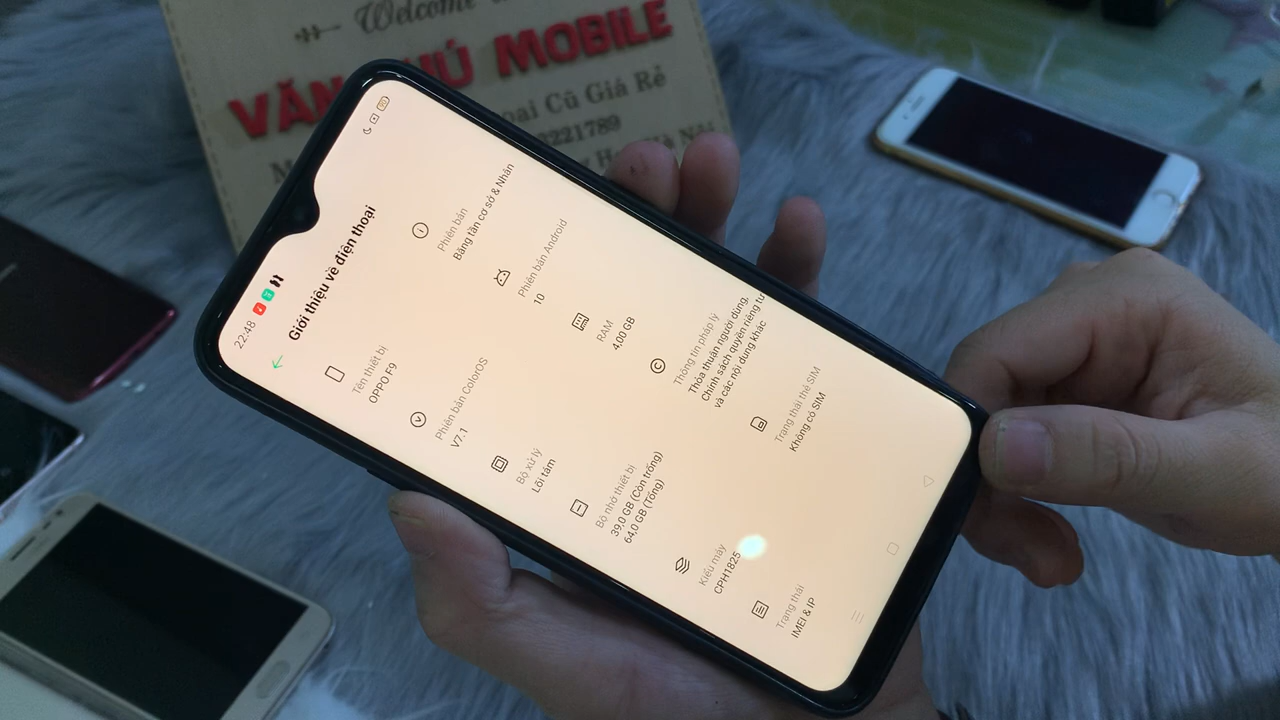 Welcome
VĂN PHÚ MOBILE
oại Cũ Giá Rẻ
2221789
22:48
Giới thiệu về điện thoại
Tên thiết bị
OPPO F9
Phiên bản
Băng tần cơ sở & Nhân
Phiên bản ColorOS
V7.1
Phiên bản Android
10
Bộ xử lý
Lõi tám
RAM
4,00 GB
Bộ nhớ thiết bị
39,0 GB (Còn trống)
64,0 GB (Tổng)
Thông tin pháp lý
Thỏa thuận người dùng,
Chính sách quyền riêng tư
và các nội dung khác
Kiểu máy
CPH1825
Trạng thái thẻ SIM
Không có SIM
Trạng thái
IMEI & IP